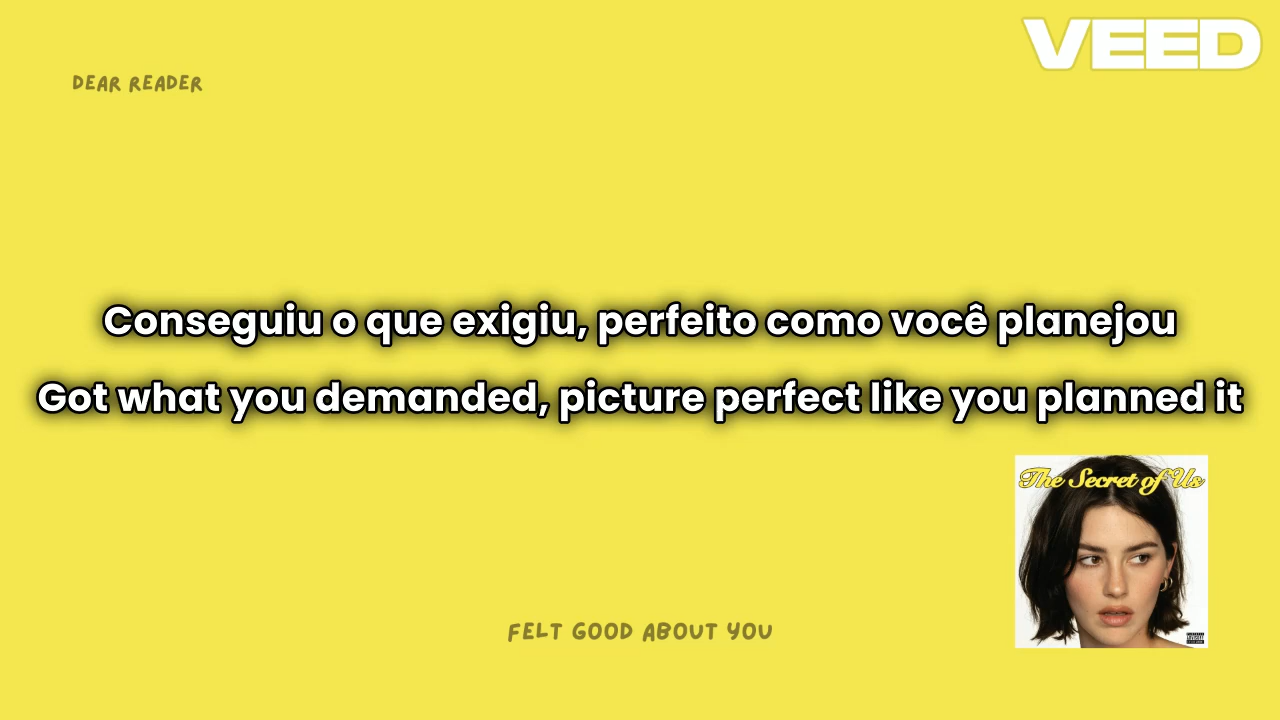 VEED
DEAR READER
Conseguiu o que exigiu, perfeito como você planejou
Got what you demanded, picture perfect like you planned it
The Secret of Us
FELT GOOD ABOUT YOU